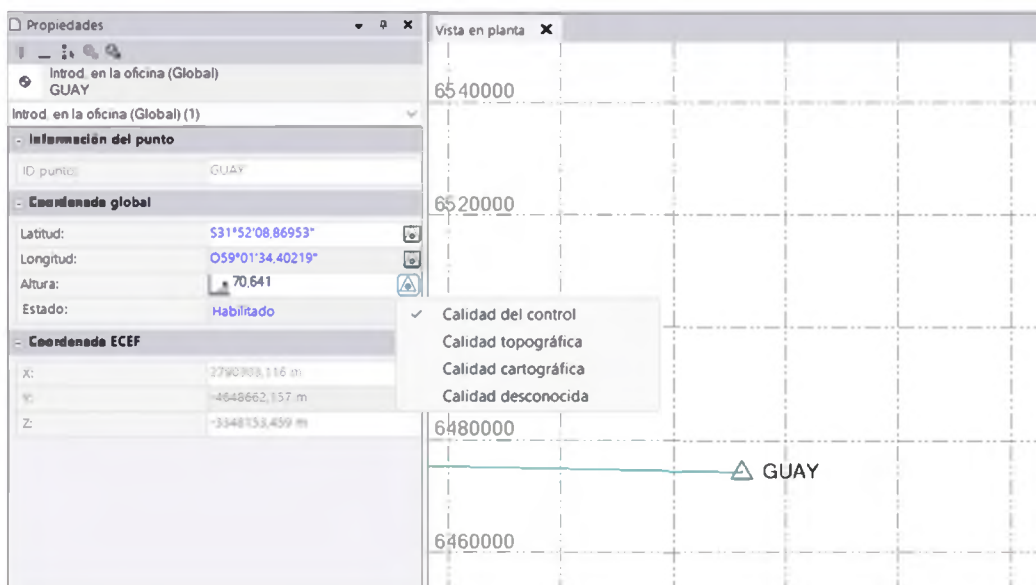 Propiedades
Introd. en la oficina (Global)
GUAY
Introd. en la oficina (Global) (1)
Información del punto
ID punto: GUAY
Coordenada global
Latitud: S31°52'08,86953"
Longitud: O59°01'34,40219"
Altura: 70,641
Estado: Habilitado
Coordenada ECEF
X: ,116 m
Y: -4648662,157 m
Z: -3348153,459 m
Calidad del control
Calidad topográfica
Calidad cartográfica
Calidad desconocida
Vista en planta
6540000
6520000
6480000
GUAY
6460000